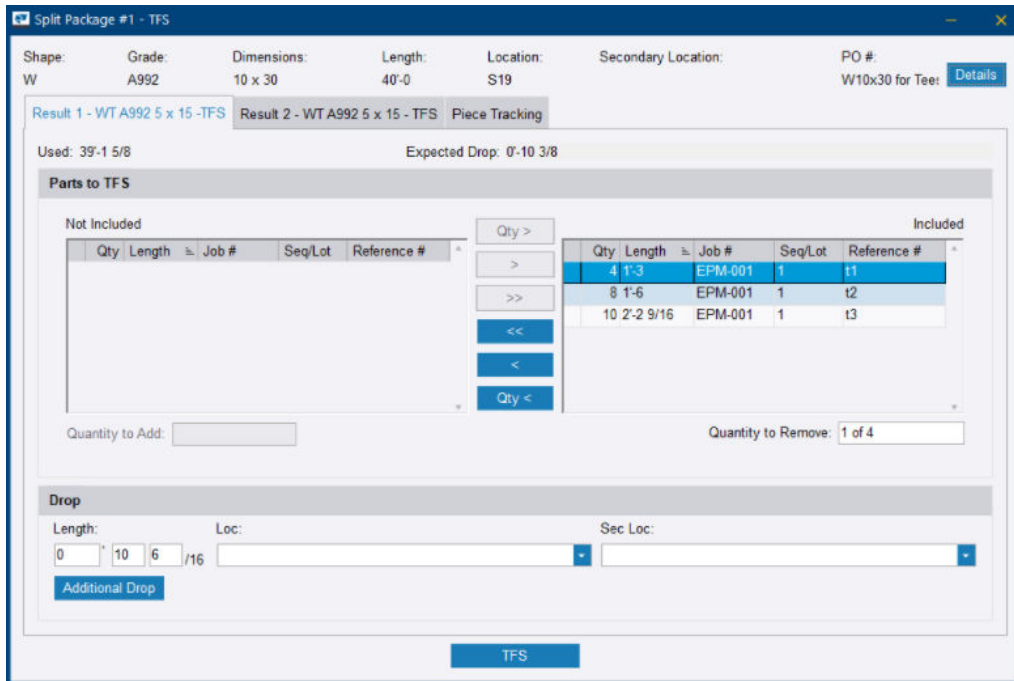 Split Package #1 - TFS
Shape: Grade: Dimensions: Length: Location: Secondary Location: PO #:
W A992 10 x 30 40'-0 S19 W10x30 for Tees Details
Result 1 - WT A992 5 x 15 -TFS Result 2 - WT A992 5 x 15 - TFS Piece Tracking
Used: 39'-1 5/8 Expected Drop: 0'-10 3/8
Parts to TFS
Not Included Qty > Included
Qty Length Job # Seq/Lot Reference # > Qty Length Job # Seq/Lot Reference #
4 1'-3 EPM-001 1 t1
>> 8 1'-6 EPM-001 1 t2
10 2'-2 9/16 EPM-001 1 t3
<<
<
Qty <
Quantity to Add: Quantity to Remove: 1 of 4
Drop
Length: Loc: Sec Loc:
0 ' 10 6 /16
Additional Drop
TFS